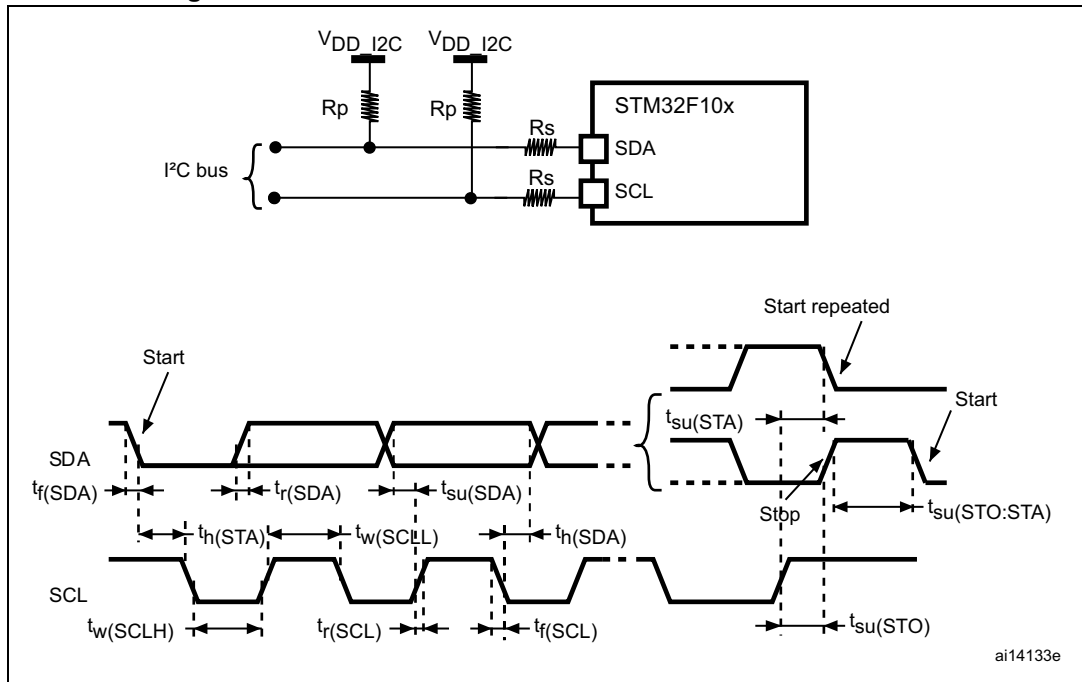 VDD_I2C VDD_I2C
Rp Rp
STM32F10x
Rs
SDA
I²C bus
Rs
SCL
Start repeated
Start
Start
tsu(STA)
SDA
tf(SDA) tr(SDA) tsu(SDA)
Stop
tsu(STO:STA)
th(STA) tw(SCLL) th(SDA)
SCL
tw(SCLH) tr(SCL) tf(SCL) tsu(STO)
ai14133e